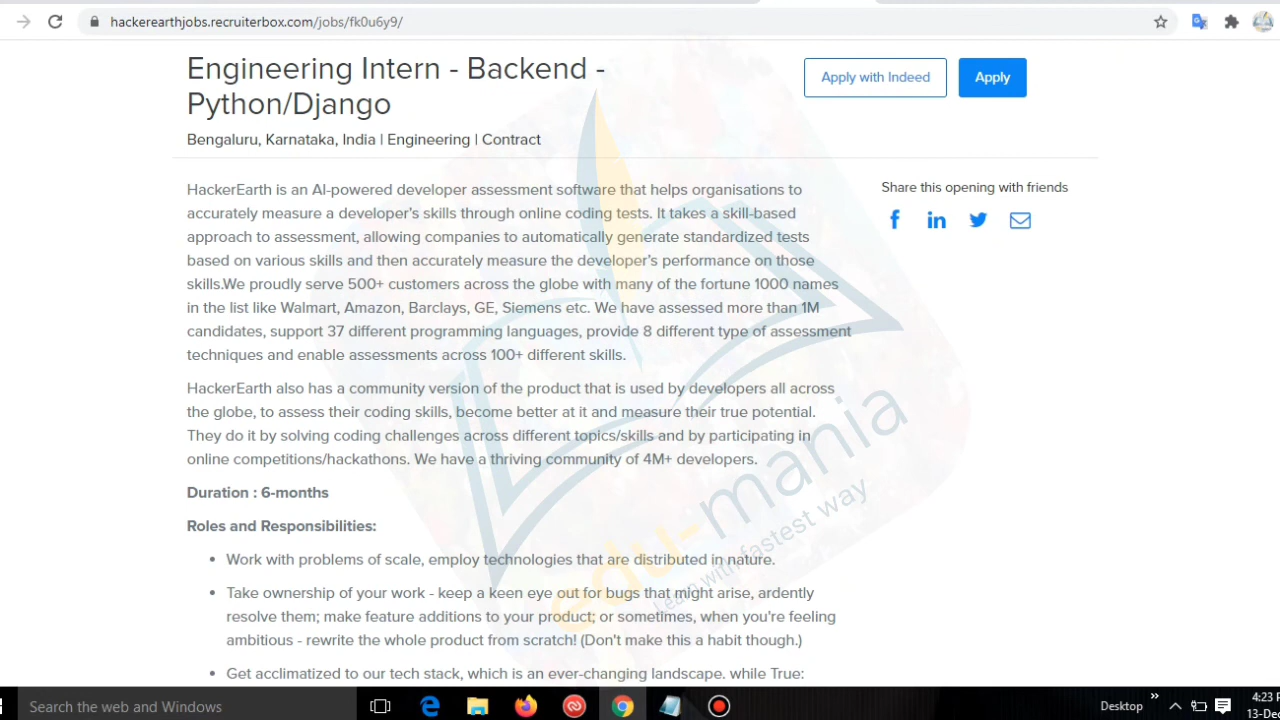 hackerearthjobs.recruiterbox.com/jobs/fk0u6y9/
Engineering Intern - Backend -
Python/Django
Apply with Indeed
Apply
Bengaluru, Karnataka, India | Engineering | Contract
HackerEarth is an AI-powered developer assessment software that helps organisations to
accurately measure a developer's skills through online coding tests. It takes a skill-based
approach to assessment, allowing companies to automatically generate standardized tests
based on various skills and then accurately measure the developer's performance on those
skills.We proudly serve 500+ customers across the globe with many of the fortune 1000 names
in the list like Walmart, Amazon, Barclays, GE, Siemens etc. We have assessed more than 1M
candidates, support 37 different programming languages, provide 8 different type of assessment
techniques and enable assessments across 100+ different skills.
Share this opening with friends
HackerEarth also has a community version of the product that is used by developers all across
the globe, to assess their coding skills, become better at it and measure their true potential.
They do it by solving coding challenges across different topics/skills and by participating in
online competitions/hackathons. We have a thriving community of 4M+ developers.
Duration : 6-months
Roles and Responsibilities:
• Work with problems of scale, employ technologies that are distributed in nature.
• Take ownership of your work - keep a keen eye out for bugs that might arise, ardently
resolve them; make feature additions to your product; or sometimes, when you're feeling
ambitious - rewrite the whole product from scratch! (Don't make this a habit though.)
• Get acclimatized to our tech stack, which is an ever-changing landscape. while True:
edu-mania
Learn with fastest way
Search the web and Windows
Desktop
4:23
13-De